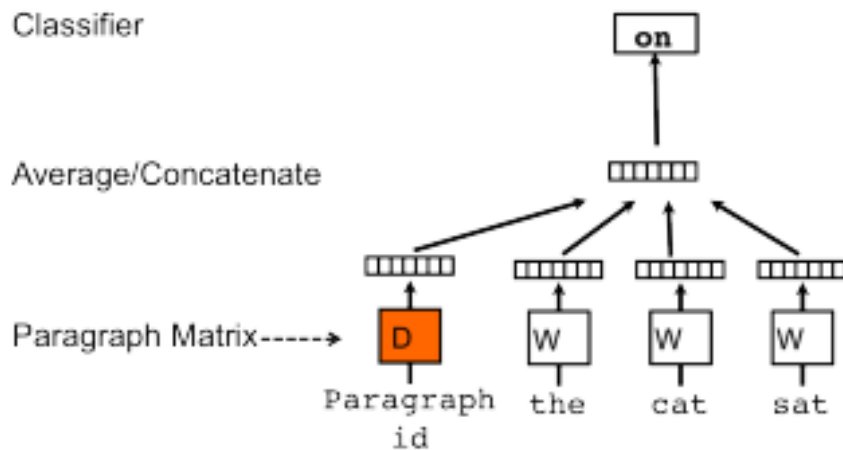 Classifier
on
Average/Concatenate
Paragraph Matrix
D
W
W
W
Paragraph
id
the
cat
sat